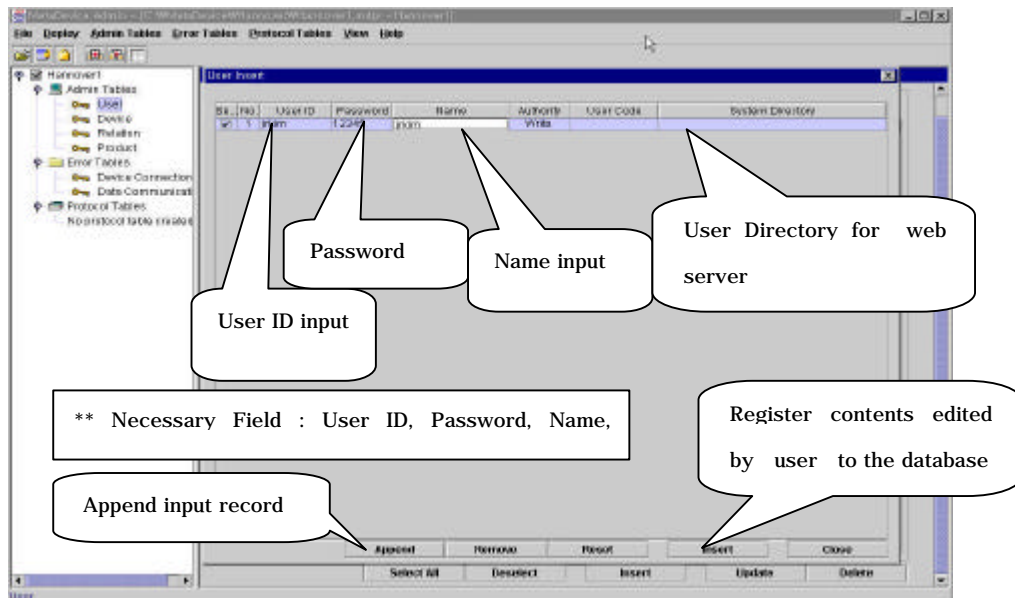 File Deploy Admin Tables Error Tables Protocol Tables View Help
Hannover1
Admin Tables
User
Device
Relation
Product
Error Tables
Device Connection
Data Communicati
Protocol Tables
No protocol table created
User Insert
No. User ID Password Name Authority User Code System Directory
1 Write
Password
Name input
User Directory for web
server
User ID input
** Necessary Field : User ID, Password, Name,
Register contents edited
by user to the database
Append input record
Append Remove Reset Insert Close
Select All Deselect Insert Update Delete
User